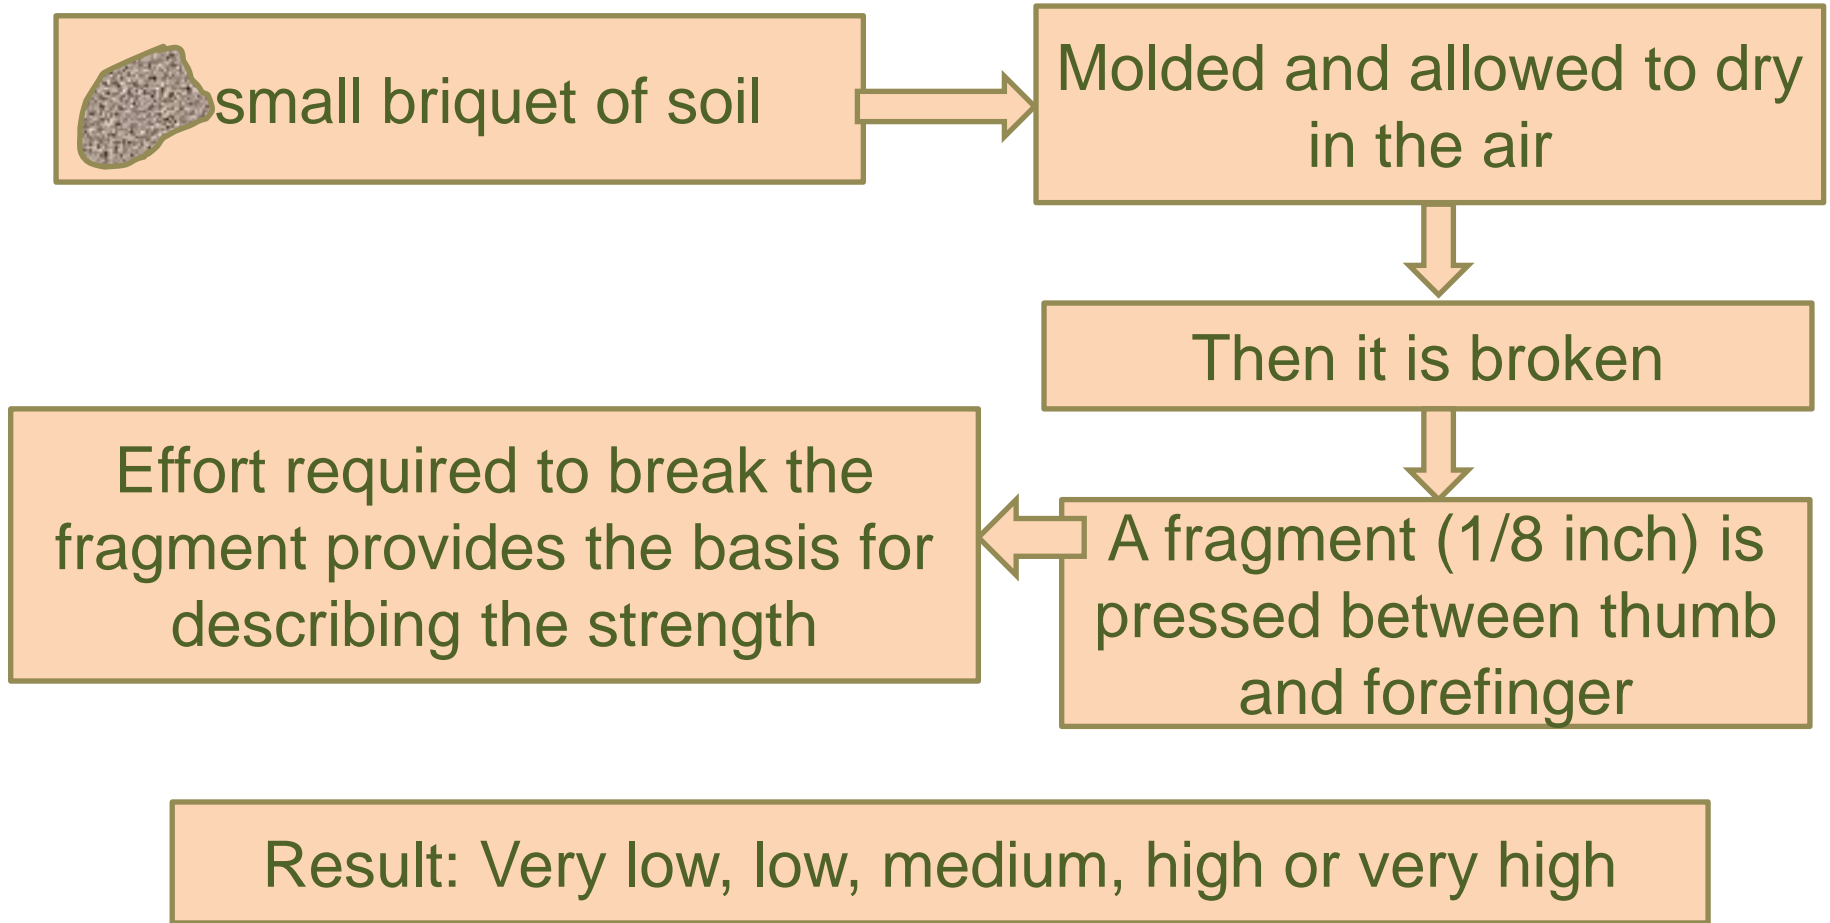 small briquet of soil
Molded and allowed to dry
in the air
Then it is broken
A fragment (1/8 inch) is
pressed between thumb
and forefinger
Effort required to break the
fragment provides the basis for
describing the strength
Result: Very low, low, medium, high or very high